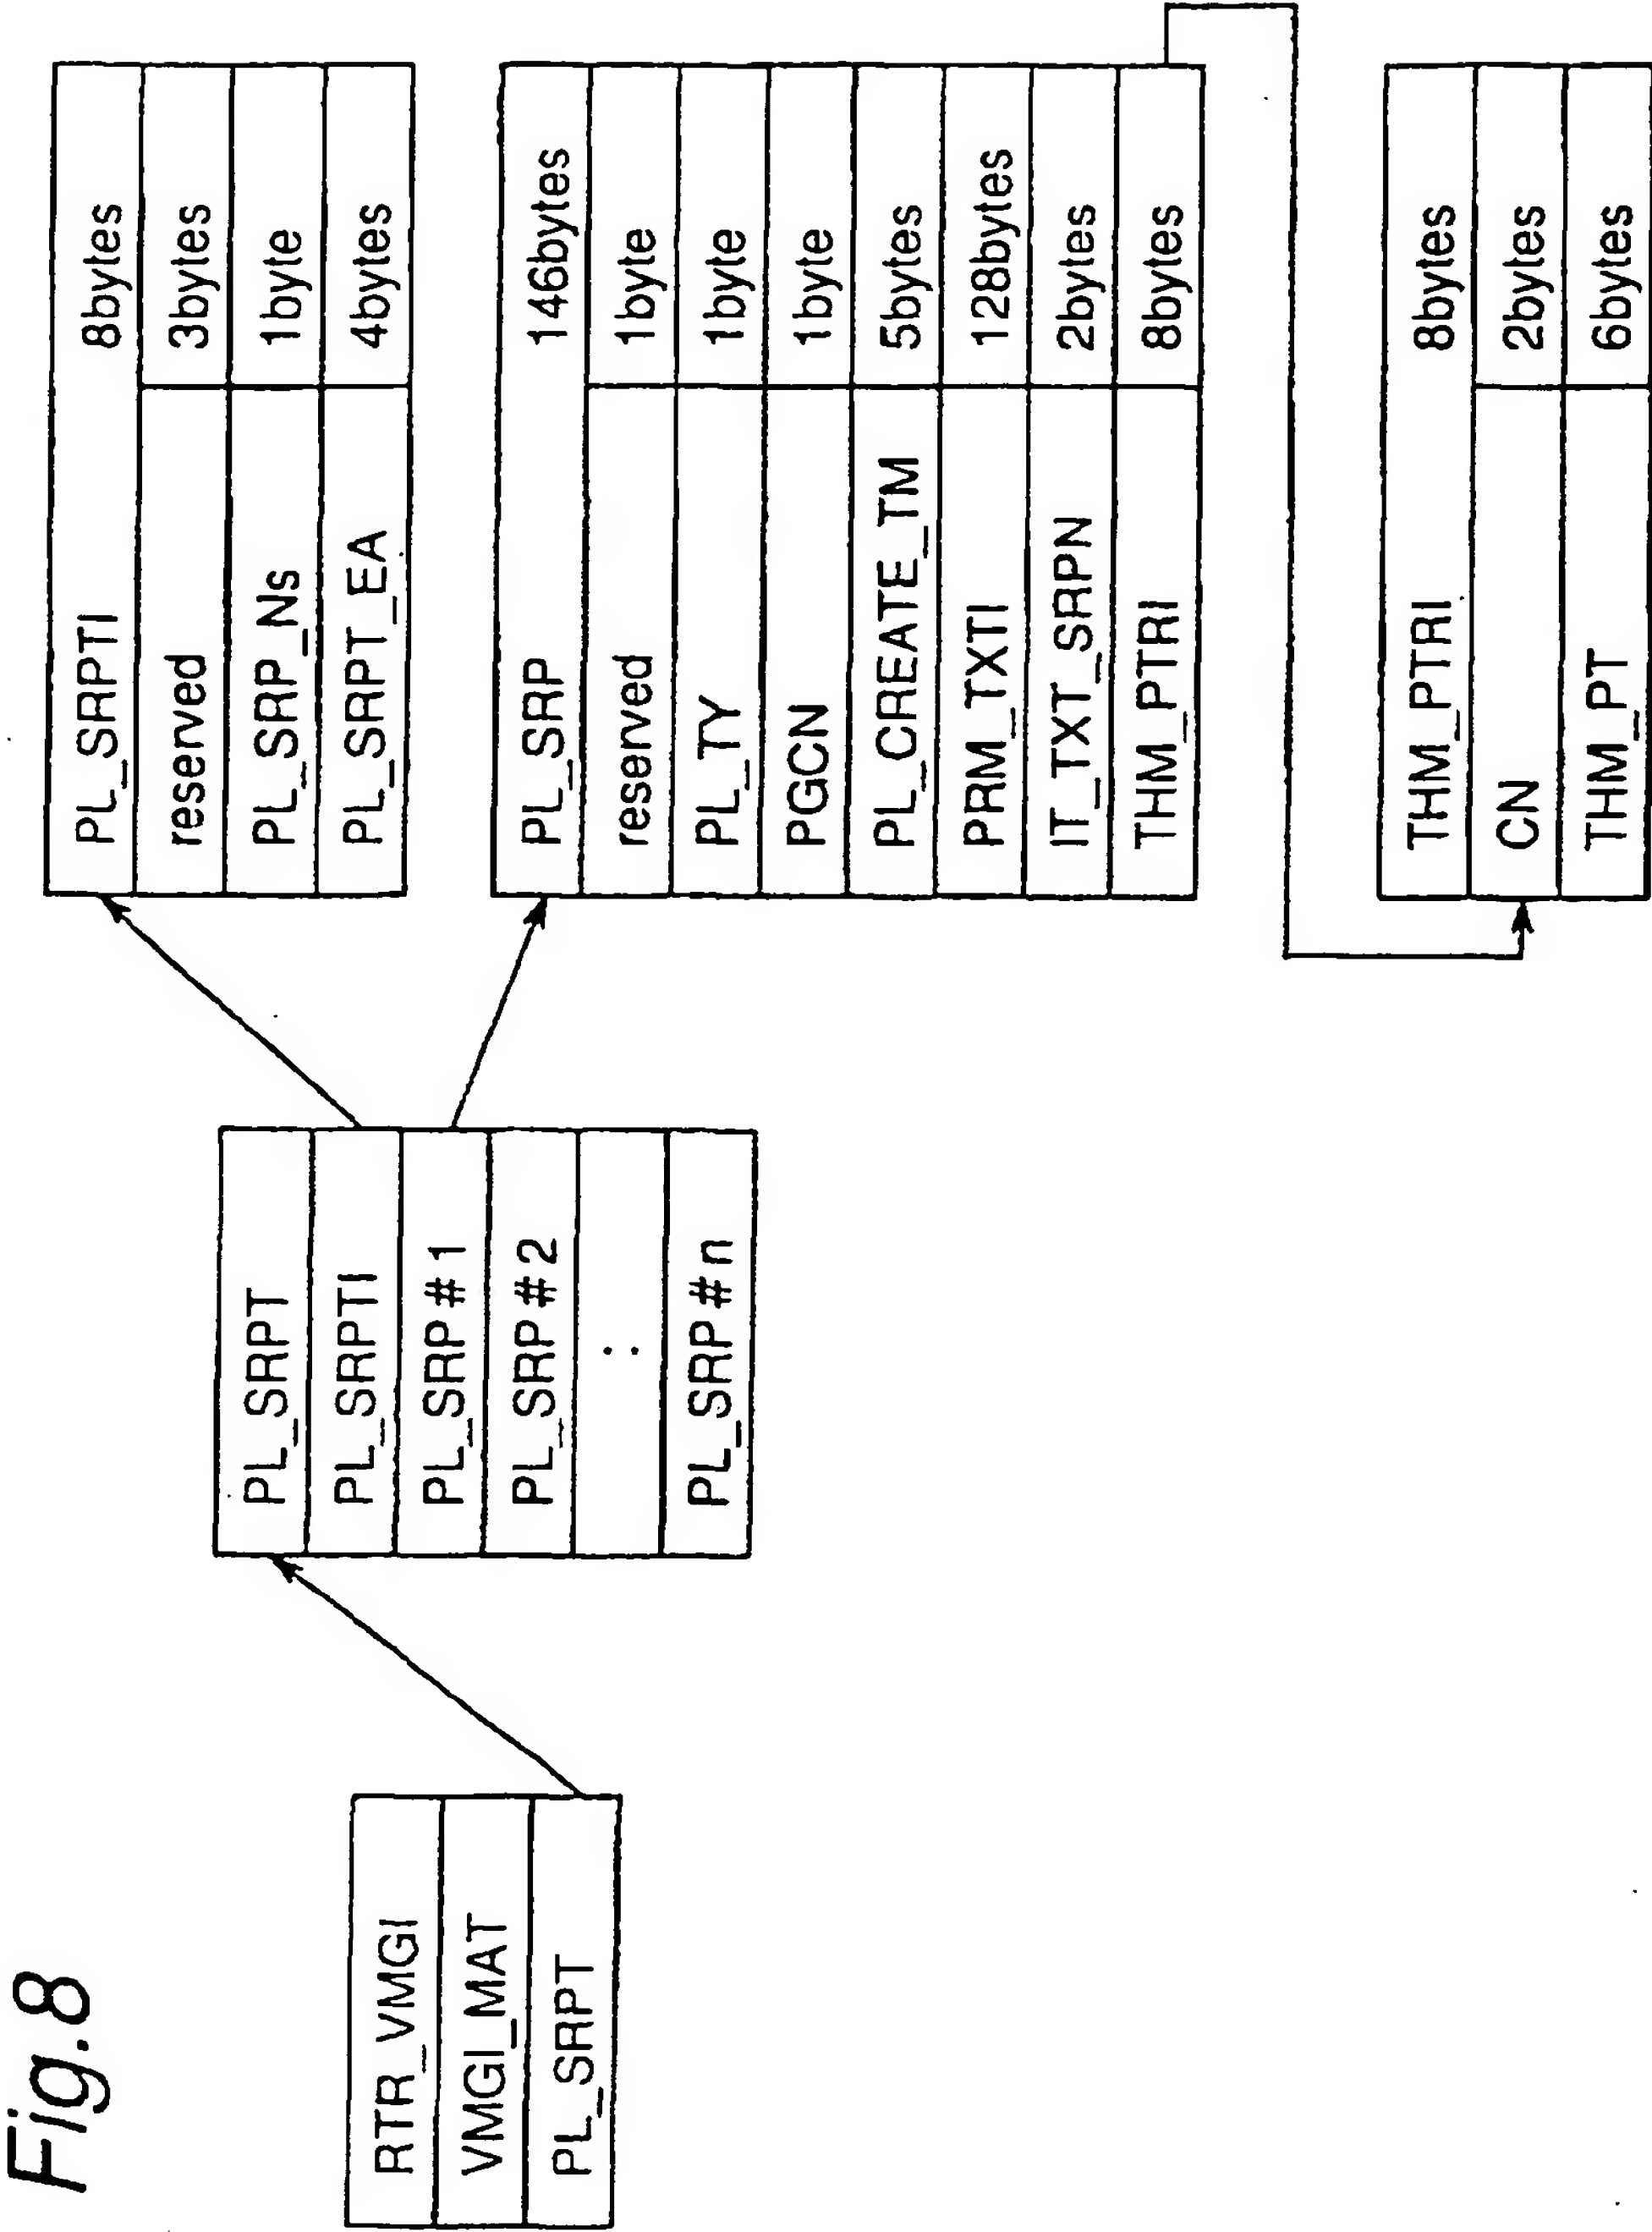 Fig.8
RTR_VMGI
VMGI_MAT
PL_SRPT
PL_SRPT
PL_SRPTI
PL_SRP #1
PL_SRP #2
:
PL_SRP #n
PL_SRPTI 8bytes
reserved 3bytes
PL_SRP_Ns 1byte
PL_SRPT_EA 4bytes
PL_SRP 146bytes
reserved 1byte
PL_TY 1byte
PGCN 1byte
PL_CREATE_TM 5bytes
PRM_TXTI 128bytes
IT_TXT_SRPN 2bytes
THM_PTRI 8bytes
THM_PTRI 8bytes
CN 2bytes
THM_PT 6bytes